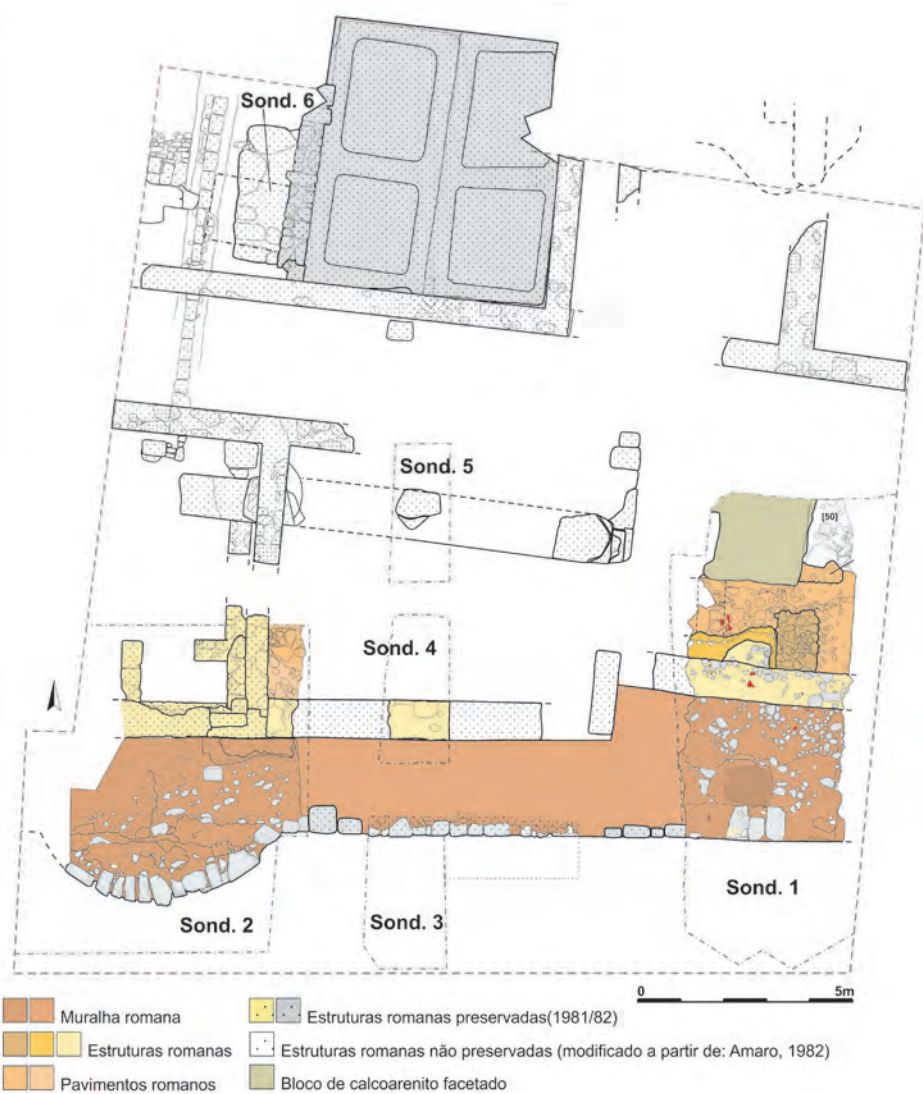 Sond. 6
Sond. 5
[50]
Sond. 4
Sond. 1
Sond. 2
Sond. 3
0 5m
Muralha romana
Estruturas romanas preservadas(1981/82)
Estruturas romanas
Estruturas romanas não preservadas (modificado a partir de: Amaro, 1982)
Pavimentos romanos
Bloco de calcoarenito facetado